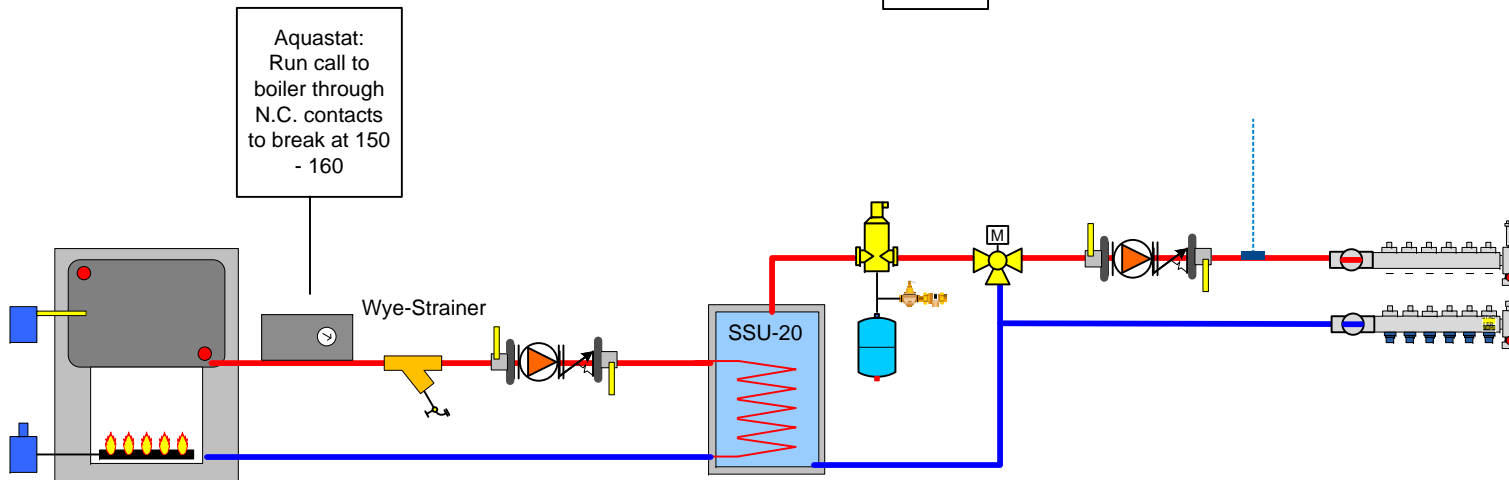 Aquastat:
Run call to
boiler through
N.C. contacts
to break at 150
- 160
Wye-Strainer
SSU-20
M